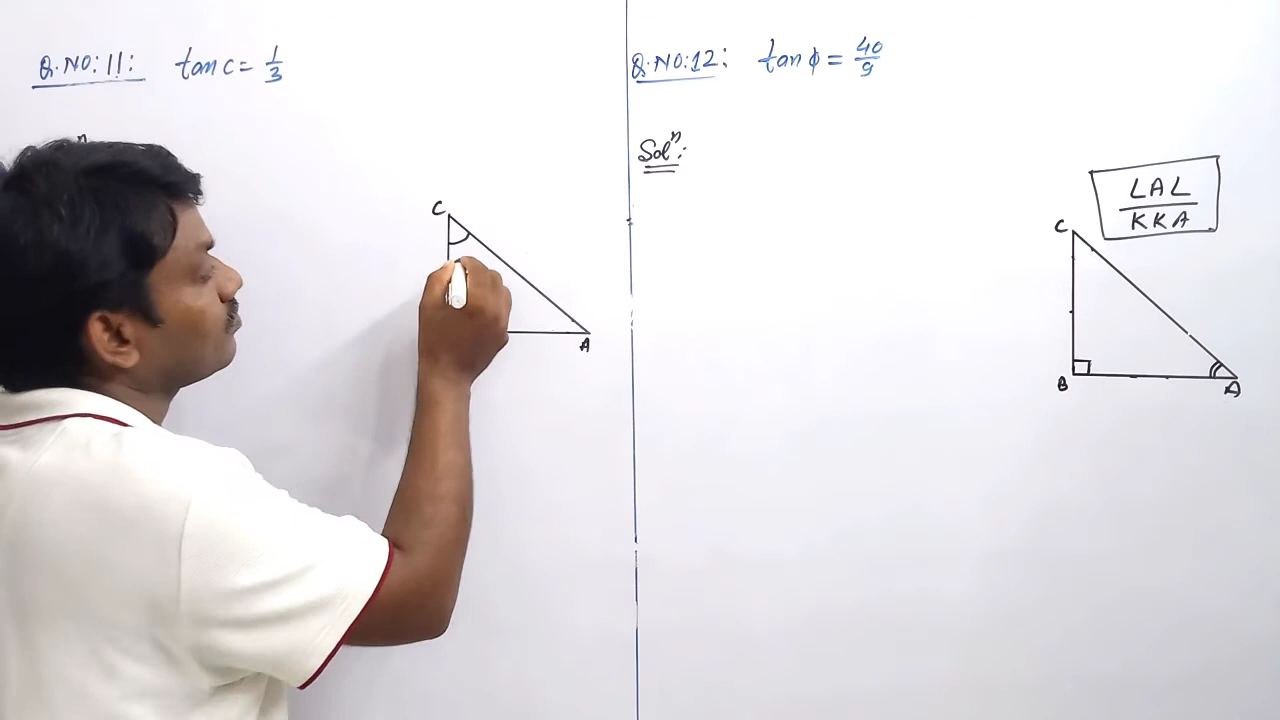 Q.NO:11: tan C = 1/3
n
C
A
Q.NO:12: tan ϕ = 40/9
Solⁿ:
LAL
KKA
C
B
A